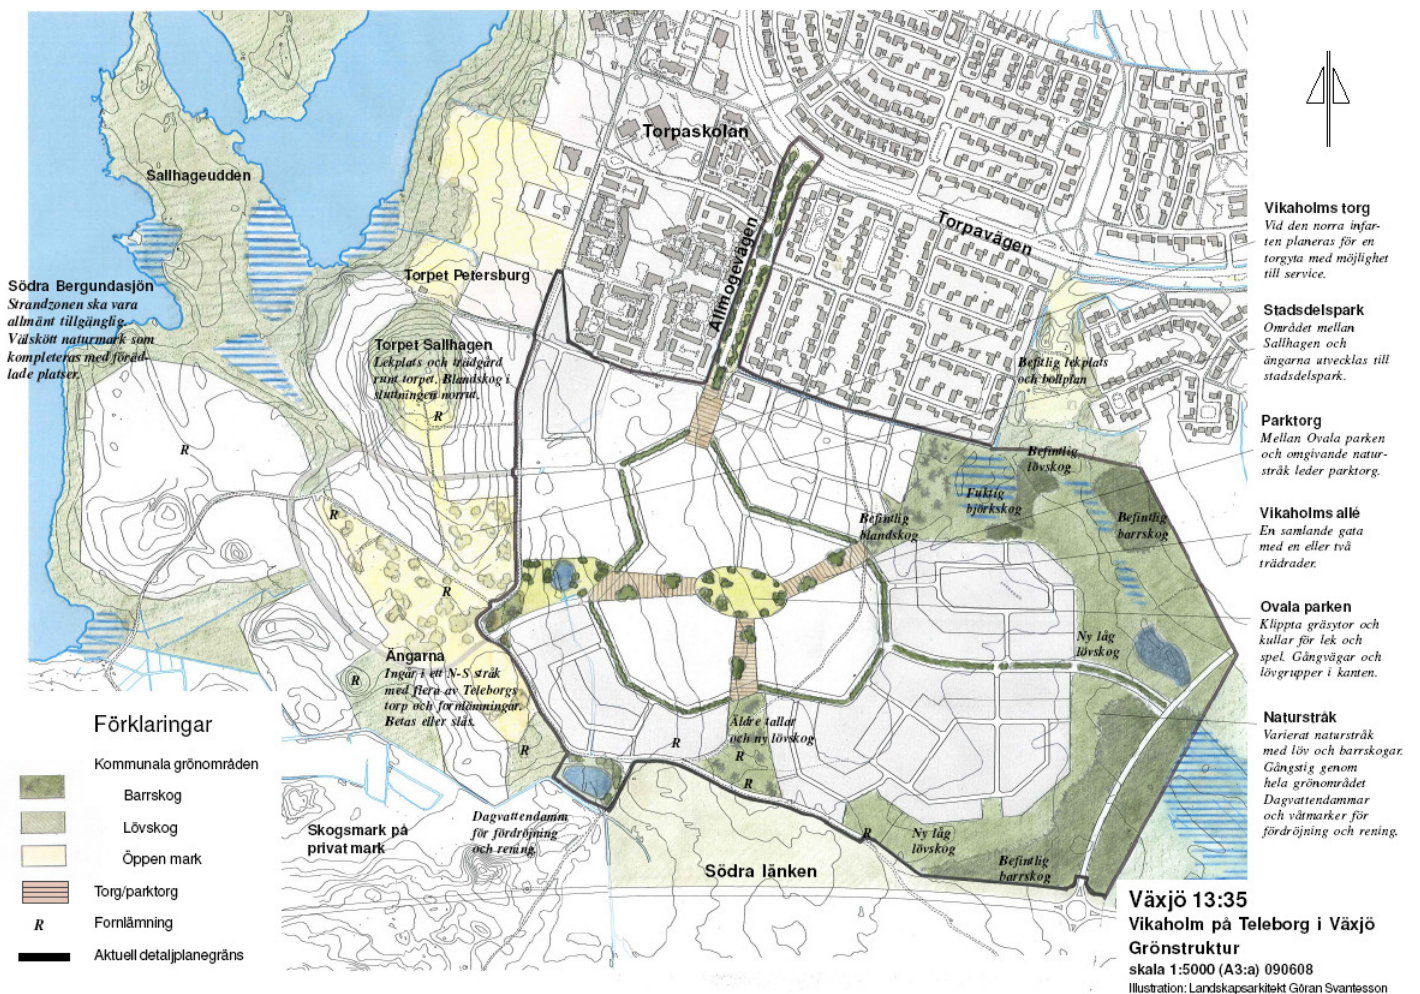 Torpaskolan
Sallhageudden
Allmogevägen
Torpavägen
Vikaholms torg
Vid den norra infar-
ten planeras för en
torgyta med möjlighet
till service.
Södra Bergundasjön
Strandzonen ska vara
allmänt tillgänglig.
Välskött naturmark som
kompleteras med föräd-
lade platser.
Torpet Petersburg
Torpet Sallhagen
Lekplats och trädgård
runt torpet. Blandskog i
sluttningen norrut.
R
R
Befitlig lekplats
och bollplan
Stadsdelspark
Området mellan
Sallhagen och
ängarna utvecklas till
stadsdelspark.
Parktorg
Mellan Ovala parken
och omgivande natur-
stråk leder parktorg.
Befintlig
lövskog
Fuktig
björkskog
Befintlig
blandskog
Befintlig
barrskog
R
Vikaholms allé
En samlande gata
med en eller två
trädrader.
R
Ovala parken
Klippta gräsytor och
kullar för lek och
spel. Gångvägar och
lövgrupper i kanten.
Ny låg
lövskog
Ängarna
Ingår i ett N-S stråk
med flera av Teleborgs
torp och fornlämningar.
Betas eller slås.
R
R
Äldre tallar
och ny lövskog
R
R
R
Naturstråk
Varierat naturstråk
med löv och barrskogar.
Gångstig genom
hela grönområdet
Dagvattendammar
och våtmarker för
fördröjning och rening.
Förklaringar
Kommunala grönområden
Barrskog
Lövskog
Öppen mark
Torg/parktorg
R Fornlämning
Aktuell detaljplanegräns
Skogsmark på
privat mark
Dagvattendamm
för fördröjning
och rening.
R
Ny låg
lövskog
Befintlig
barrskog
Södra länken
Växjö 13:35
Vikaholm på Teleborg i Växjö
Grönstruktur
skala 1:5000 (A3:a) 090608
Illustration: Landskapsarkitekt Göran Svantesson